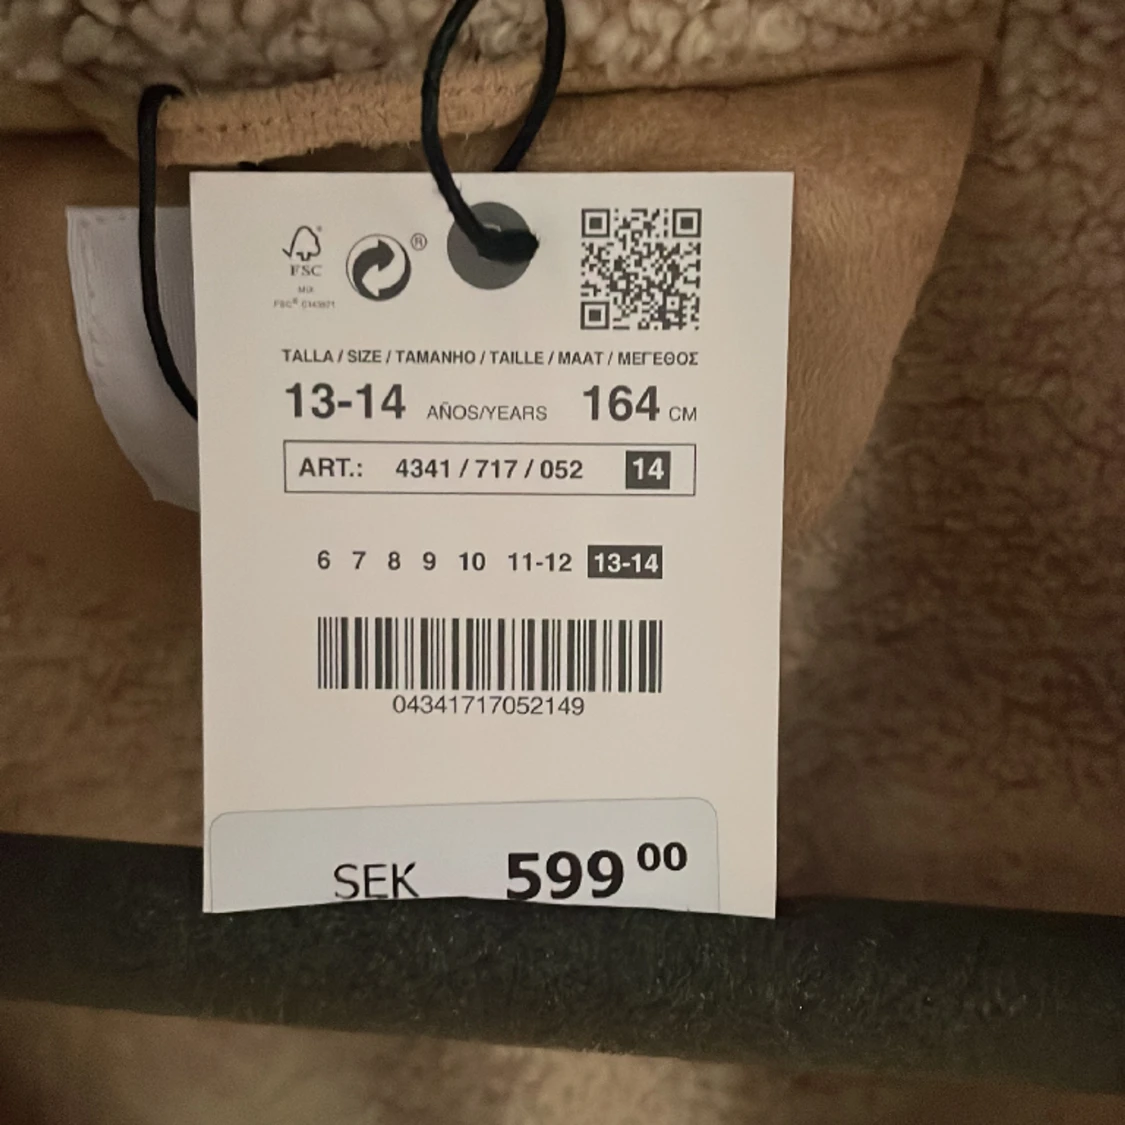 FSC
MIX
®
TALLA / SIZE / TAMANHO / TAILLE / MAAT / ΜΕΓΕΘΟΣ
13-14 AÑOS/YEARS 164 CM
ART.: 4341 / 717 / 052 14
6 7 8 9 10 11-12 13-14
04341717052149
SEK 599 00